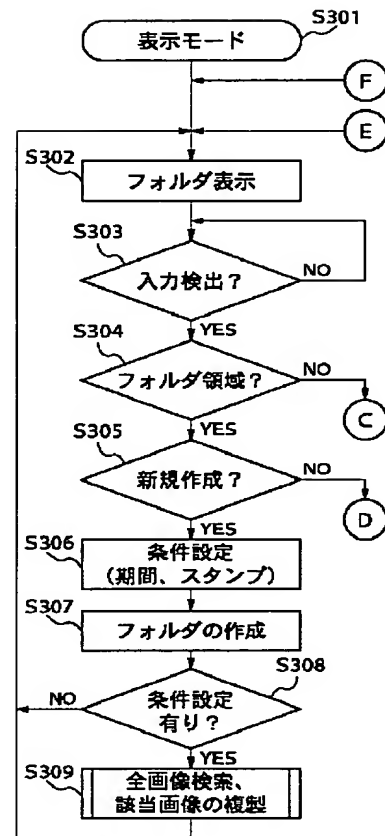 S301
表示モード
F
E
S302
フォルダ表示
S303
入力検出？
NO
YES
S304
フォルダ領域？
NO
C
YES
S305
新規作成？
NO
D
YES
S306
条件設定
（期間、スタンプ）
S307
フォルダの作成
S308
条件設定
有り？
NO
YES
S309
全画像検索、
該当画像の複製